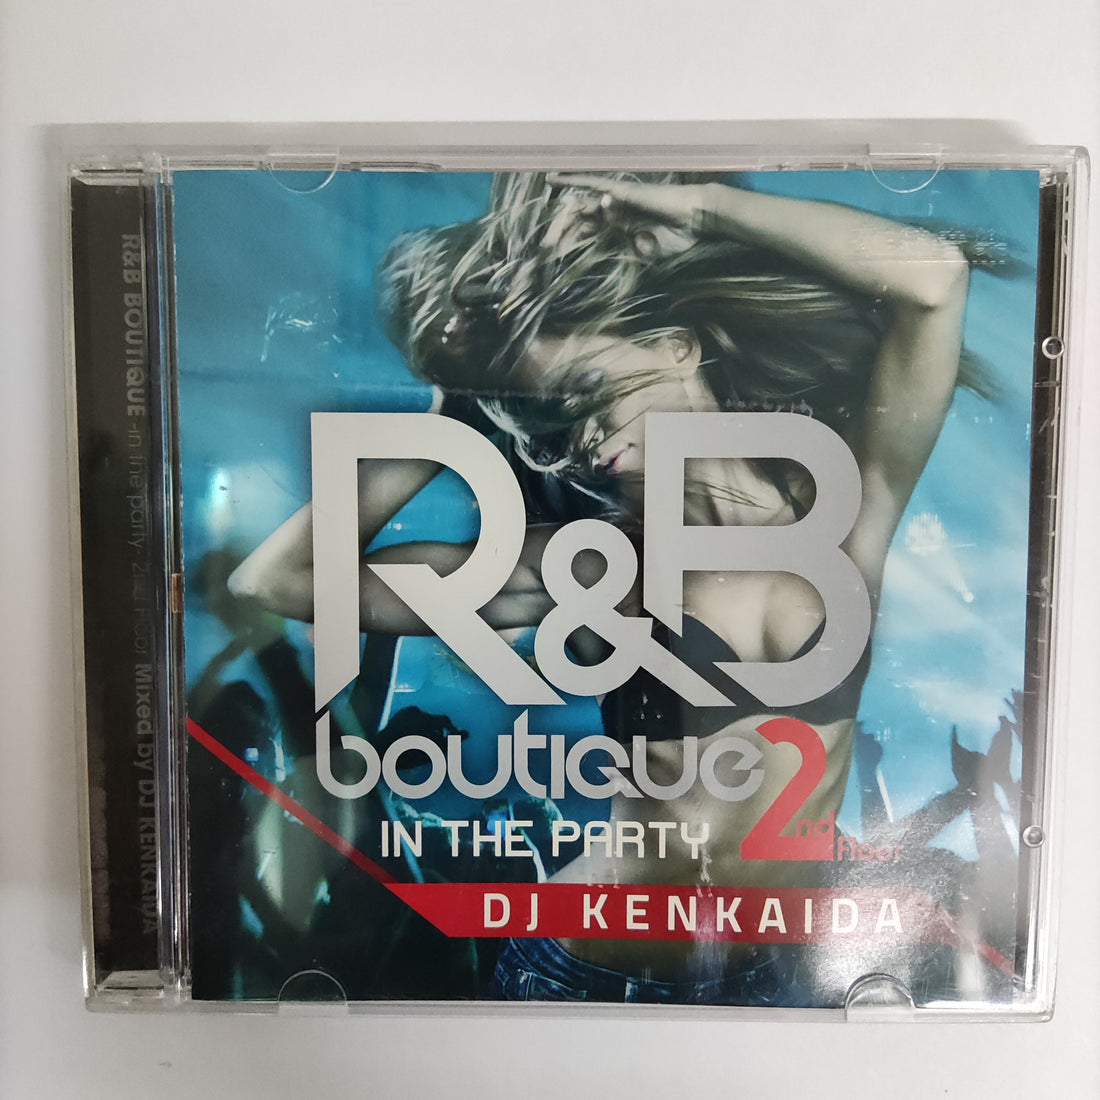 R&B BOUTIQUE -in the party 2nd Floor Mixed by DJ KENKAIDA
R&B
boutique 2nd Floor
IN THE PARTY
DJ KENKAIDA